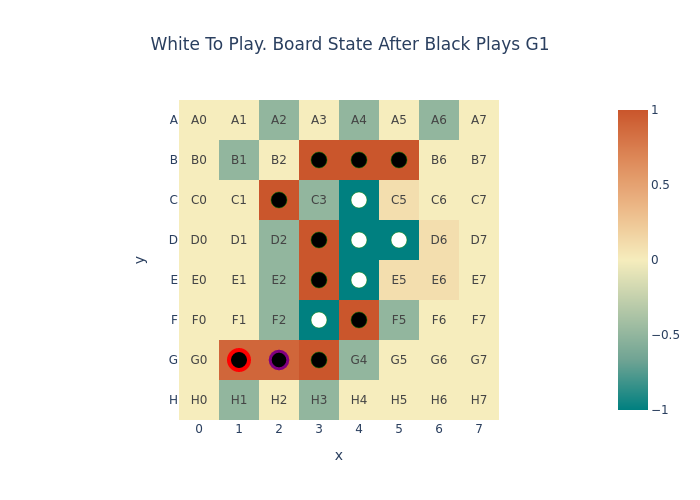 White To Play. Board State After Black Plays G1
A A0 A1 A2 A3 A4 A5 A6 A7
B B0 B1 B2 B6 B7
C C0 C1 C3 C5 C6 C7
D D0 D1 D2 D6 D7
E E0 E1 E2 E5 E6 E7
F F0 F1 F2 F5 F6 F7
G G0 G4 G5 G6 G7
H H0 H1 H2 H3 H4 H5 H6 H7
0 1 2 3 4 5 6 7
x
y
1
0.5
0
−0.5
−1